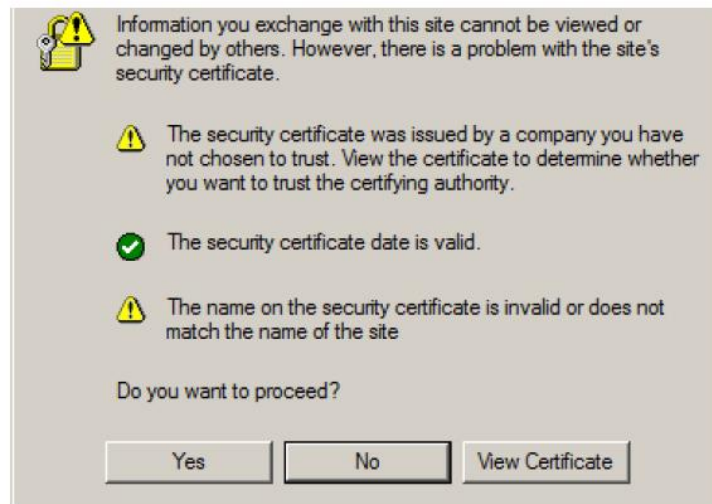 Information you exchange with this site cannot be viewed or
changed by others. However, there is a problem with the site's
security certificate.
The security certificate was issued by a company you have
not chosen to trust. View the certificate to determine whether
you want to trust the certifying authority.
The security certificate date is valid.
The name on the security certificate is invalid or does not
match the name of the site
Do you want to proceed?
Yes No View Certificate